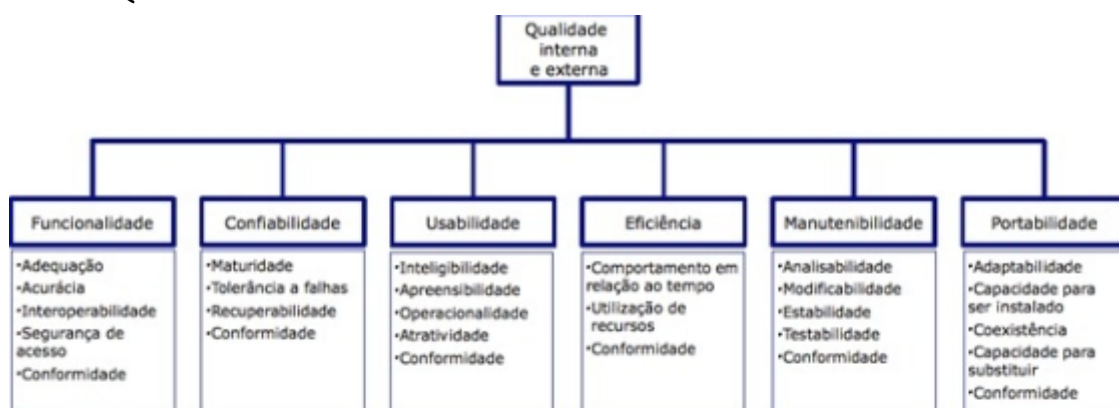 Qualidade
interna
e externa
Funcionalidade
•Adequação
•Acurácia
•Interoperabilidade
•Segurança de
acesso
•Conformidade
Confiabilidade
•Maturidade
•Tolerância a falhas
•Recuperabilidade
•Conformidade
Usabilidade
•Inteligibilidade
•Apreensibilidade
•Operacionalidade
•Atratividade
•Conformidade
Eficiência
•Comportamento em
relação ao tempo
•Utilização de
recursos
•Conformidade
Manutenibilidade
•Analisabilidade
•Modificabilidade
•Estabilidade
•Testabilidade
•Conformidade
Portabilidade
•Adaptabilidade
•Capacidade para
ser instalado
•Coexistência
•Capacidade para
substituir
•Conformidade